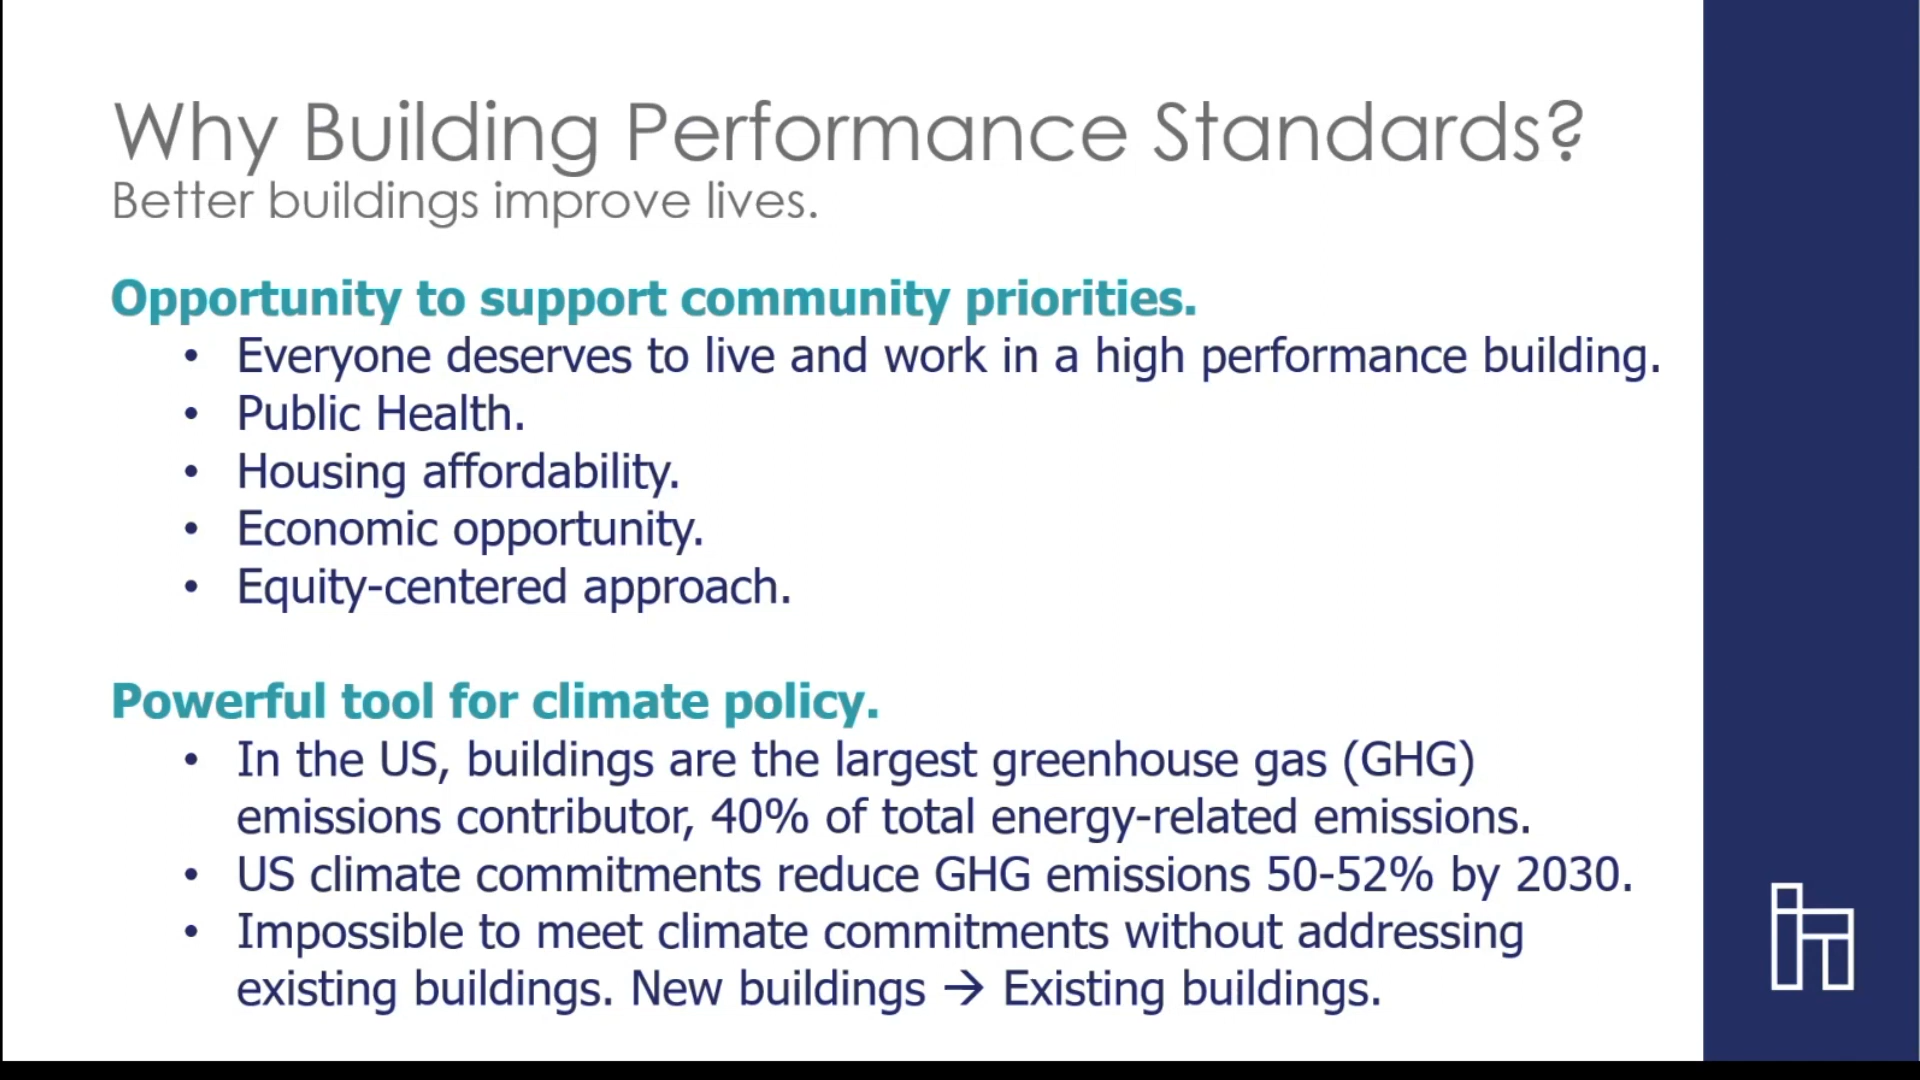 Why Building Performance Standards?
Better buildings improve lives.
Opportunity to support community priorities.
• Everyone deserves to live and work in a high performance building.
• Public Health.
• Housing affordability.
• Economic opportunity.
• Equity-centered approach.
Powerful tool for climate policy.
• In the US, buildings are the largest greenhouse gas (GHG)
emissions contributor, 40% of total energy-related emissions.
• US climate commitments reduce GHG emissions 50-52% by 2030.
• Impossible to meet climate commitments without addressing
existing buildings. New buildings → Existing buildings.